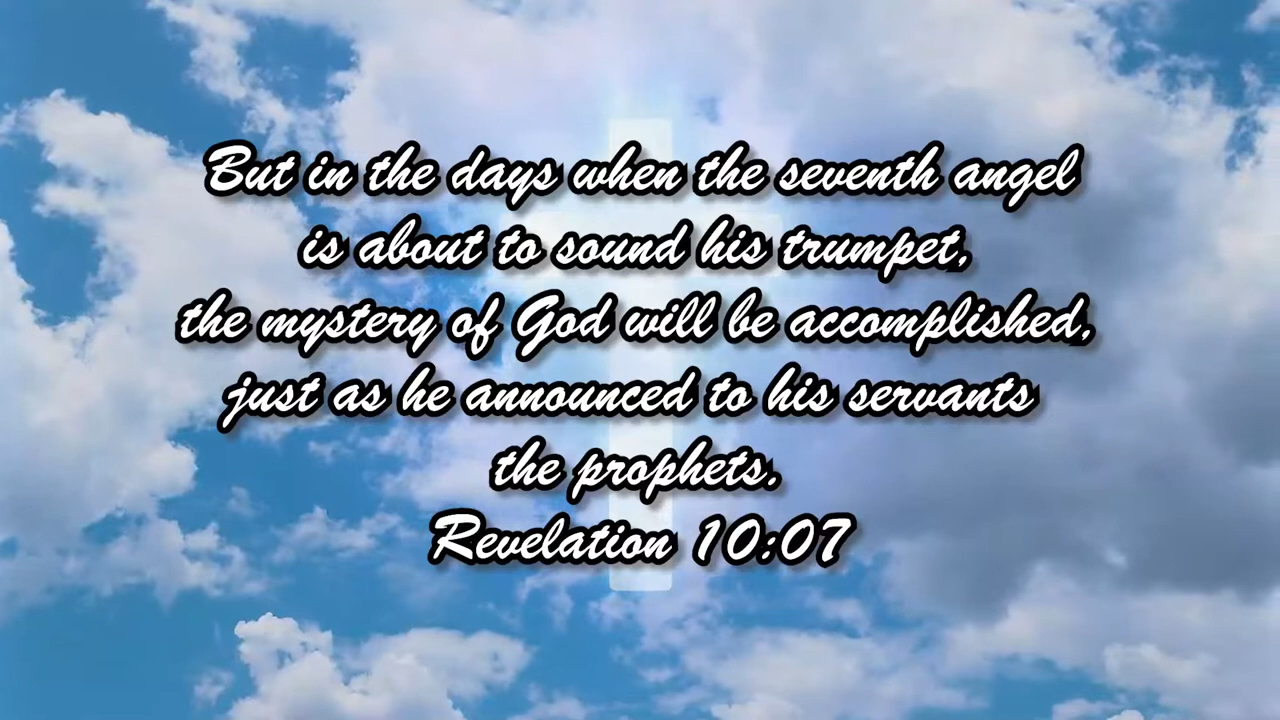 But in the days when the seventh angel
is about to sound his trumpet,
the mystery of God will be accomplished,
just as he announced to his servants
the prophets.
Revelation 10:07